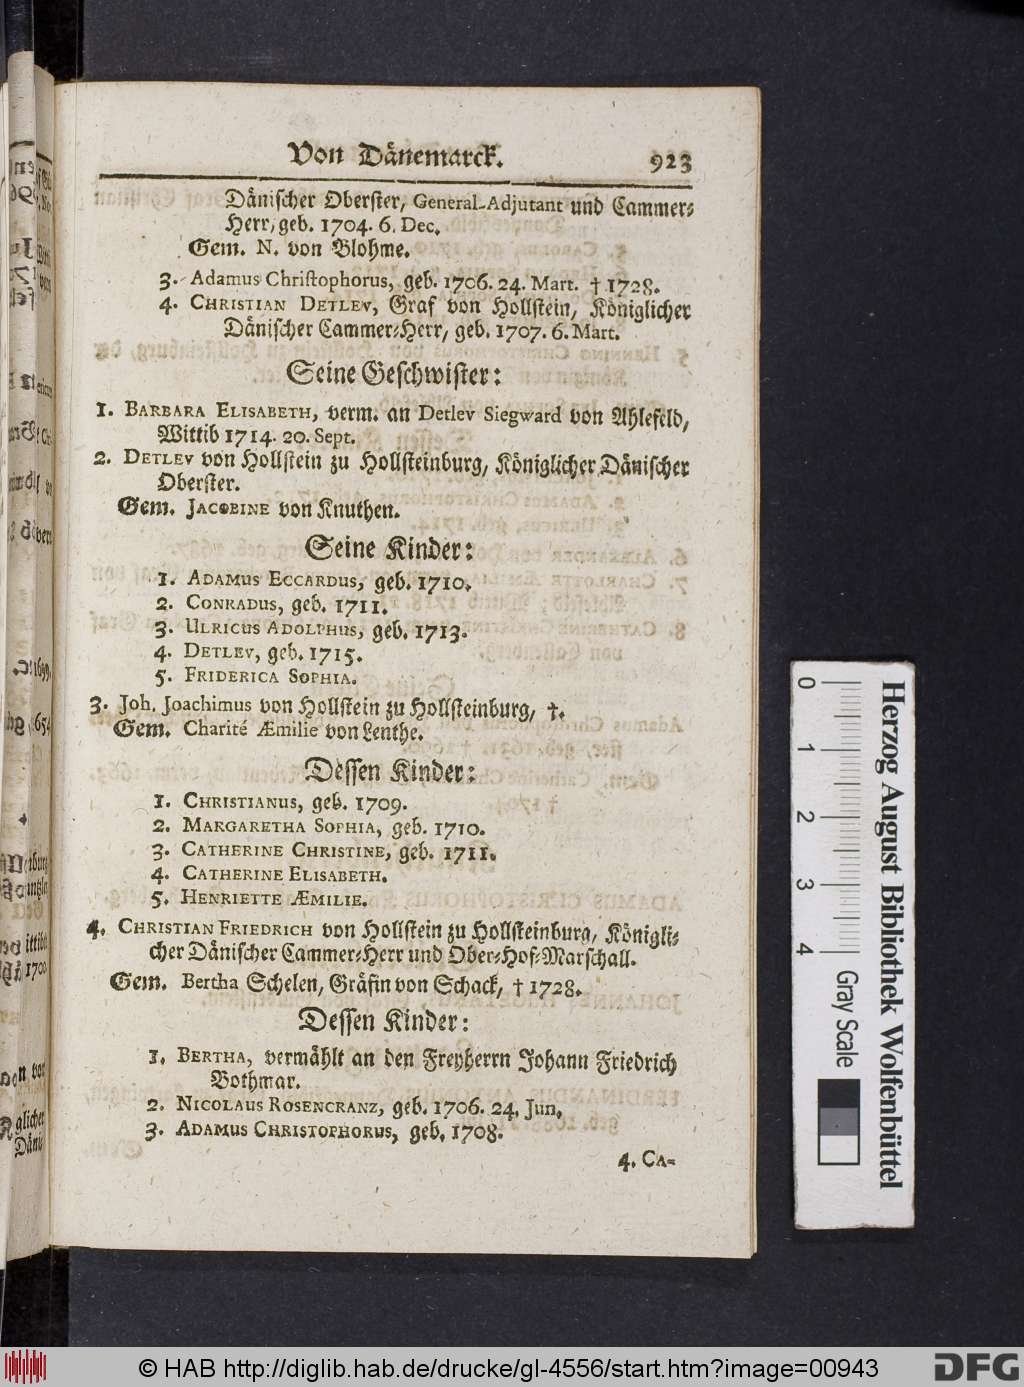 Von Dänemarck. 923
Dänischer Oberster, General-Adjutant und Cammer-
Herr, geb. 1704. 6. Dec.
Gem. N. von Blohme.
3. Adamus Christophorus, geb. 1706. 24. Mart. † 1728.
4. CHRISTIAN DETLEV, Graf von Hollstein, Königlicher
Dänischer Cammer-Herr, geb. 1707. 6. Mart.
Seine Geschwister:
1. BARBARA ELISABETH, verm. an Detlev Siegward von Ahlefeld,
Wittib 1714. 20. Sept.
2. DETLEV von Hollstein zu Hollsteinburg, Königlicher Dänischer
Oberster.
Gem. JACOBINE von Knuthen.
Seine Kinder:
1. ADAMUS ECCARDUS, geb. 1710.
2. CONRADUS, geb. 1711.
3. ULRICUS ADOLPHUS, geb. 1713.
4. DETLEV, geb. 1715.
5. FRIDERICA SOPHIA.
3. Joh. Joachimus von Hollstein zu Hollsteinburg, †.
Gem. Charité Æmilie von Lenthe.
Dessen Kinder:
1. CHRISTIANUS, geb. 1709.
2. MARGARETHA SOPHIA, geb. 1710.
3. CATHERINE CHRISTINE, geb. 1711.
4. CATHERINE ELISABETH.
5. HENRIETTE ÆMILIE.
4. CHRISTIAN FRIEDRICH von Hollstein zu Hollsteinburg, Königli-
cher Dänischer Cammer-Herr und Ober-Hof-Marschall.
Gem. Bertha Schelen, Gräfin von Schack, † 1728.
Dessen Kinder:
1. BERTHA, vermählt an den Freyherrn Johann Friedrich
Bothmar.
2. NICOLAUS ROSENCRANZ, geb. 1706. 24. Jun.
3. ADAMUS CHRISTOPHORUS, geb. 1708.
4. CA-
0 1 2 3 4
Gray Scale
Herzog August Bibliothek Wolfenbüttel
© HAB http://diglib.hab.de/drucke/gl-4556/start.htm?image=00943
DFG